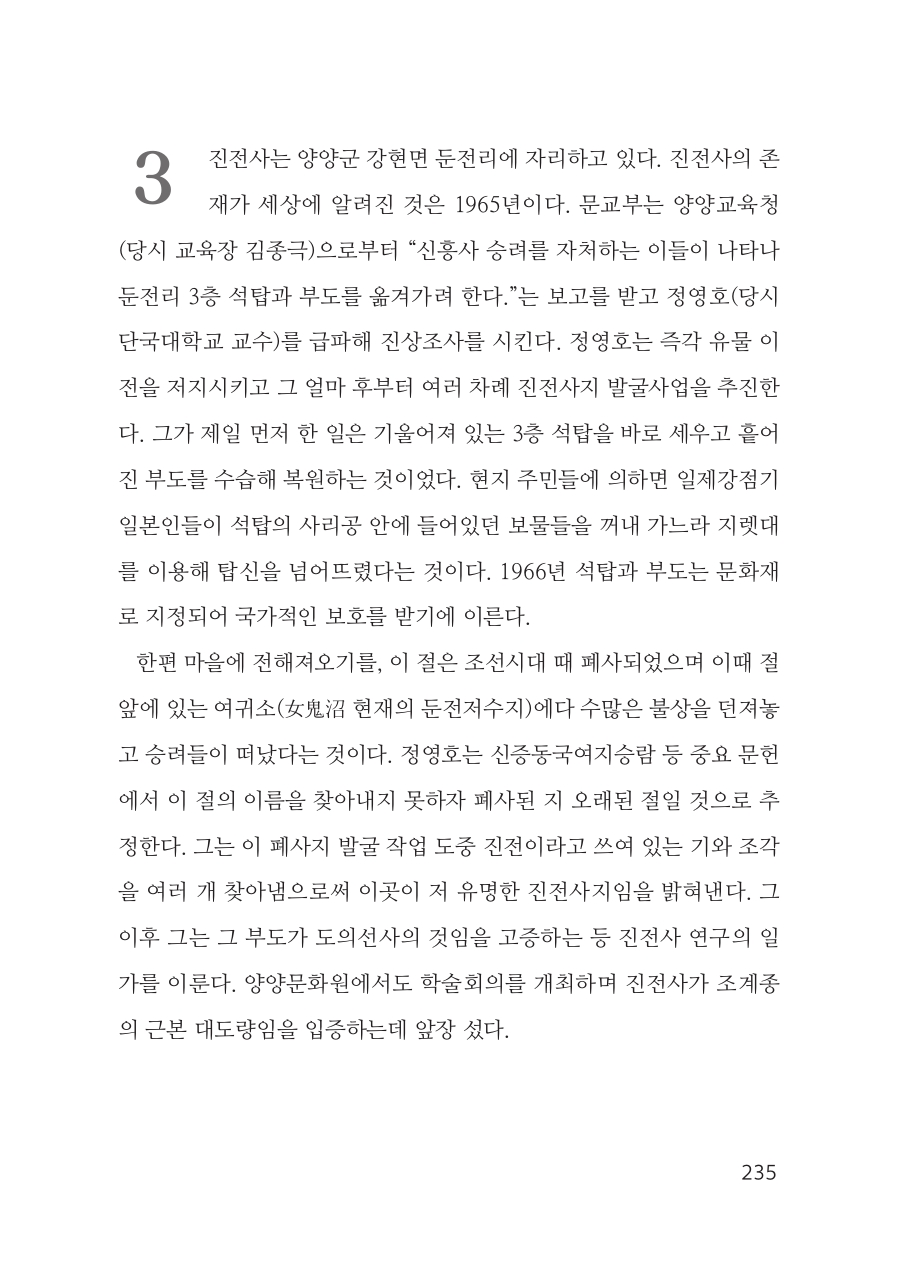 3
진전사는 양양군 강현면 둔전리에 자리하고 있다. 진전사의 존
재가 세상에 알려진 것은 1965년이다. 문교부는 양양교육청
(당시 교육장 김종극)으로부터 “신흥사 승려를 자처하는 이들이 나타나
둔전리 3층 석탑과 부도를 옮겨가려 한다.”는 보고를 받고 정영호(당시
단국대학교 교수)를 급파해 진상조사를 시킨다. 정영호는 즉각 유물 이
전을 저지시키고 그 얼마 후부터 여러 차례 진전사지 발굴사업을 추진한
다. 그가 제일 먼저 한 일은 기울어져 있는 3층 석탑을 바로 세우고 흩어
진 부도를 수습해 복원하는 것이었다. 현지 주민들에 의하면 일제강점기
일본인들이 석탑의 사리공 안에 들어있던 보물들을 꺼내 가느라 지렛대
를 이용해 탑신을 넘어뜨렸다는 것이다. 1966년 석탑과 부도는 문화재
로 지정되어 국가적인 보호를 받기에 이른다.
한편 마을에 전해져오기를, 이 절은 조선시대 때 폐사되었으며 이때 절
앞에 있는 여귀소(女鬼沼 현재의 둔전저수지)에다 수많은 불상을 던져놓
고 승려들이 떠났다는 것이다. 정영호는 신증동국여지승람 등 중요 문헌
에서 이 절의 이름을 찾아내지 못하자 폐사된 지 오래된 절일 것으로 추
정한다. 그는 이 폐사지 발굴 작업 도중 진전이라고 쓰여 있는 기와 조각
을 여러 개 찾아냄으로써 이곳이 저 유명한 진전사지임을 밝혀낸다. 그
이후 그는 그 부도가 도의선사의 것임을 고증하는 등 진전사 연구의 일
가를 이룬다. 양양문화원에서도 학술회의를 개최하며 진전사가 조계종
의 근본 대도량임을 입증하는데 앞장 섰다.
235